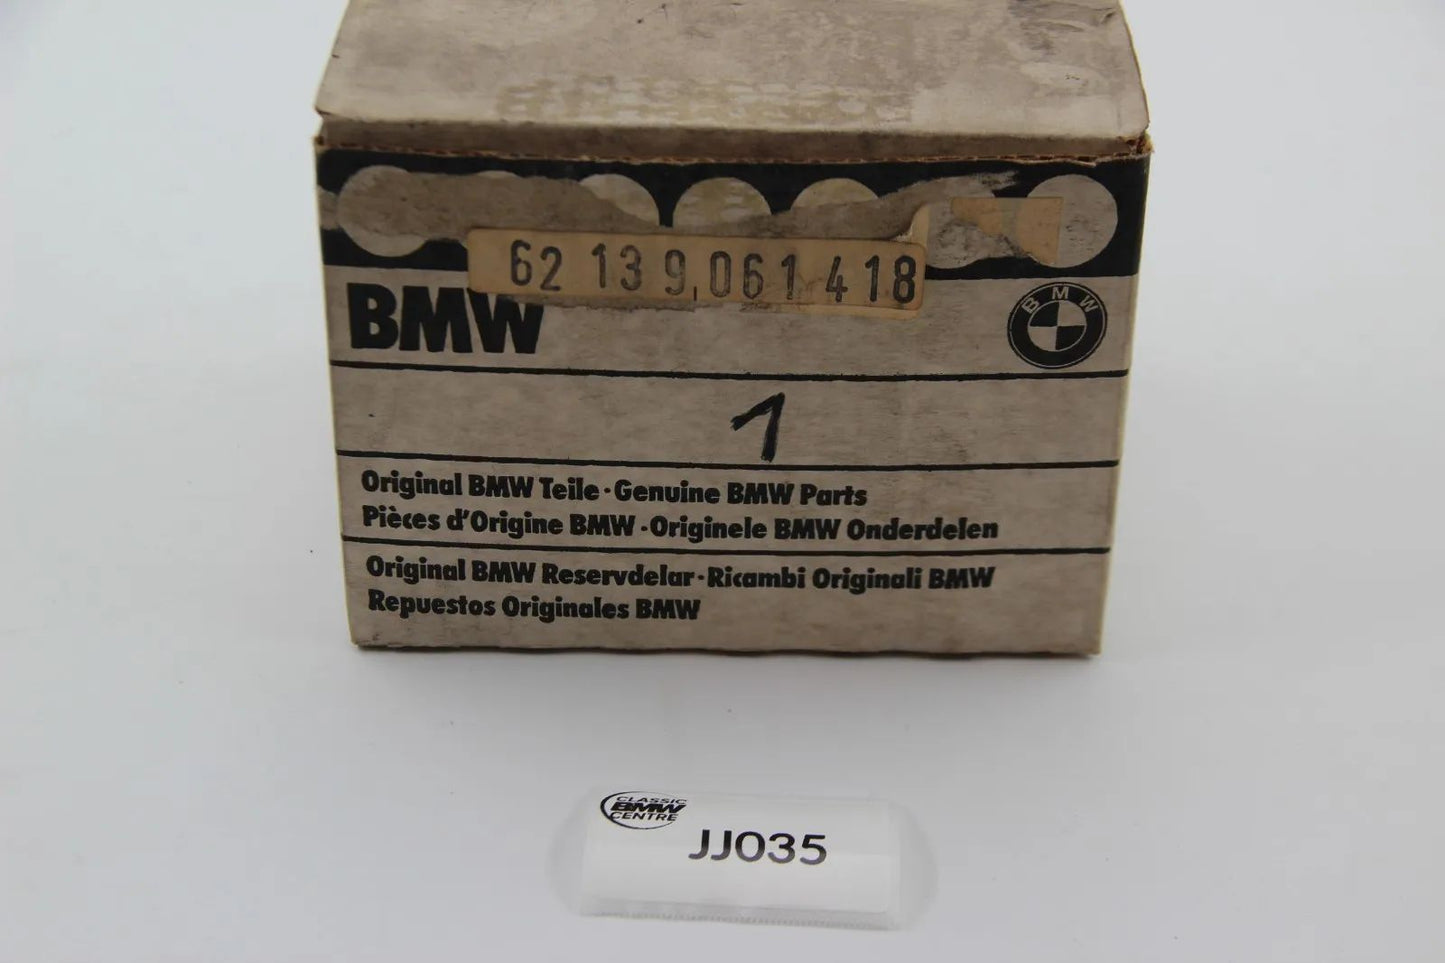 62 13 9,061 418
BMW
BMW
1
Original BMW Teile · Genuine BMW Parts
Pièces d'Origine BMW · Originele BMW Onderdelen
Original BMW Reservdelar · Ricambi Originali BMW
Repuestos Originales BMW
CLASSIC
BMW
CENTRE
JJ035